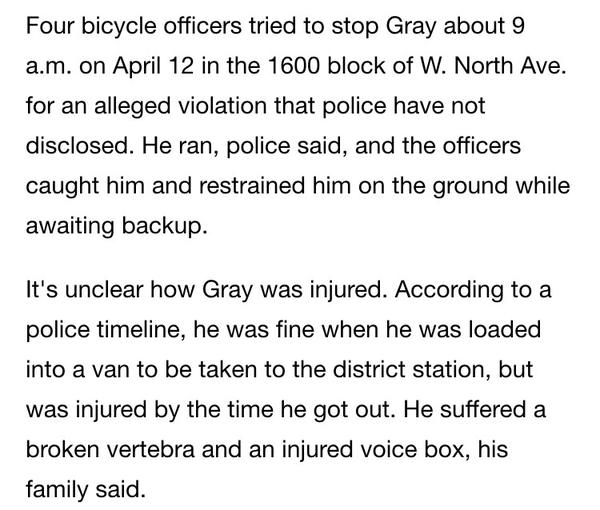 Four bicycle officers tried to stop Gray about 9
a.m. on April 12 in the 1600 block of W. North Ave.
for an alleged violation that police have not
disclosed. He ran, police said, and the officers
caught him and restrained him on the ground while
awaiting backup.
It's unclear how Gray was injured. According to a
police timeline, he was fine when he was loaded
into a van to be taken to the district station, but
was injured by the time he got out. He suffered a
broken vertebra and an injured voice box, his
family said.